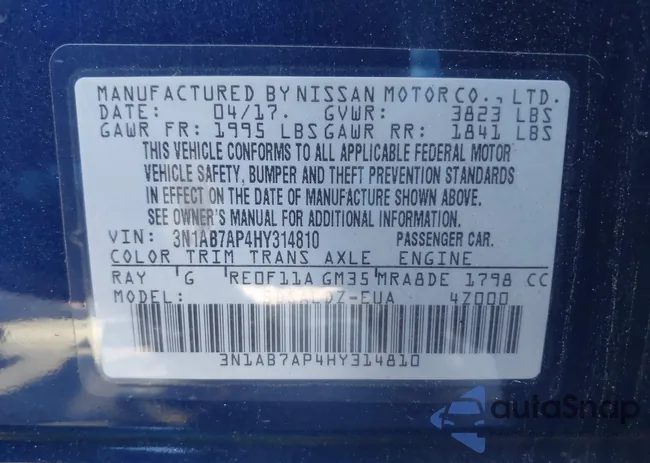 MANUFACTURED BY NISSAN MOTOR CO., LTD.
DATE: 04/17. GVWR: 3823 LBS
GAWR FR: 1995 LBS GAWR RR: 1841 LBS
THIS VEHICLE CONFORMS TO ALL APPLICABLE FEDERAL MOTOR
VEHICLE SAFETY, BUMPER AND THEFT PREVENTION STANDARDS
IN EFFECT ON THE DATE OF MANUFACTURE SHOWN ABOVE.
SEE OWNER'S MANUAL FOR ADDITIONAL INFORMATION.
VIN: 3N1AB7AP4HY314810 PASSENGER CAR.
COLOR TRIM TRANS AXLE ENGINE
RAY G RE0F11A GM35 MRA8DE 1798 CC
MODEL: 47000
3N1AB7AP4HY314810
autoSnap